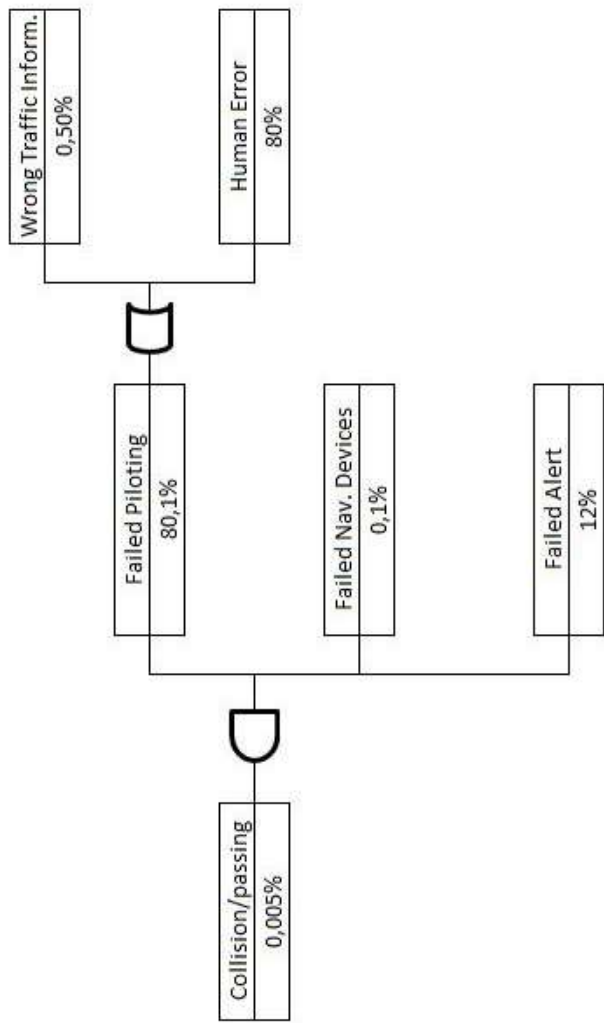 Collision/passing
0,005%
Failed Piloting
80,1%
Failed Nav. Devices
0,1%
Failed Alert
12%
Wrong Traffic Inform.
0,50%
Human Error
80%